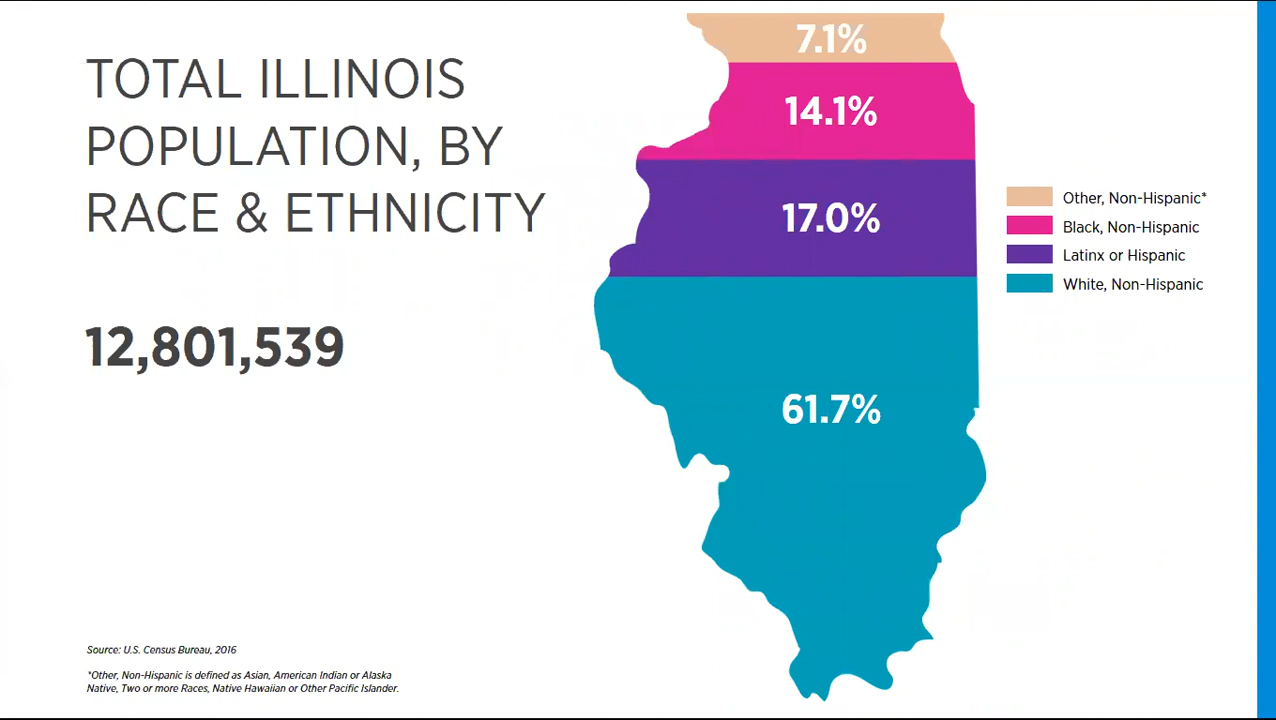 TOTAL ILLINOIS
POPULATION, BY
RACE & ETHNICITY
12,801,539
7.1%
14.1%
17.0%
61.7%
Other, Non-Hispanic*
Black, Non-Hispanic
Latinx or Hispanic
White, Non-Hispanic
Source: U.S. Census Bureau, 2016
*Other, Non-Hispanic is defined as Asian, American Indian or Alaska
Native, Two or more Races, Native Hawaiian or Other Pacific Islander.